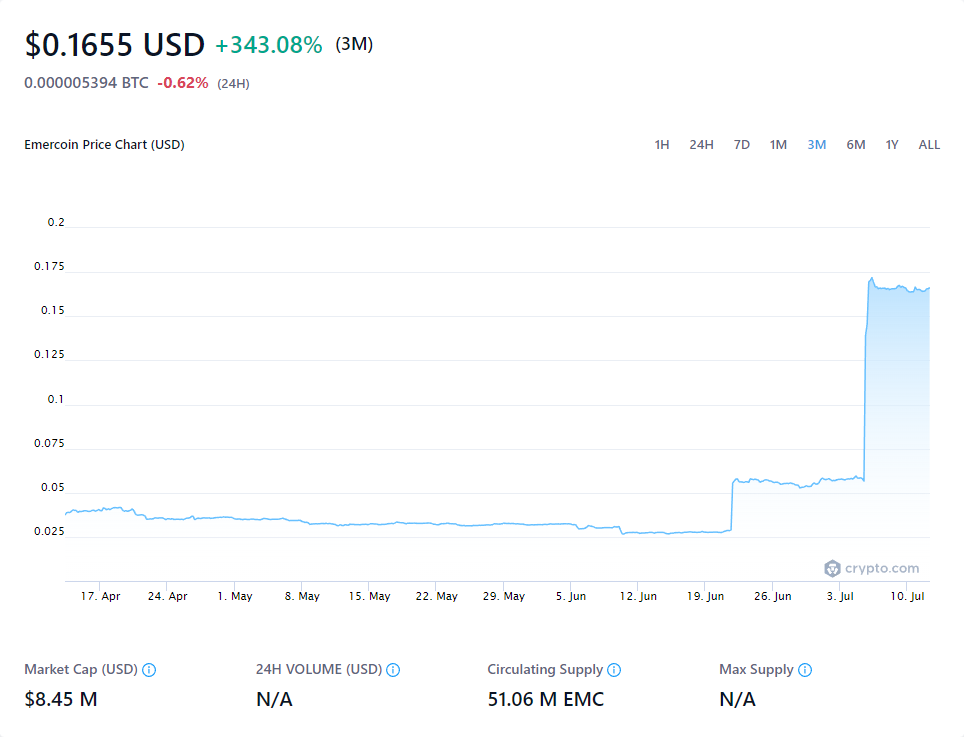 $0.1655 USD +343.08% (3M)
0.000005394 BTC -0.62% (24H)
Emercoin Price Chart (USD) 1H 24H 7D 1M 3M 6M 1Y ALL
0.2
0.175
0.15
0.125
0.1
0.075
0.05
0.025
crypto.com
17. Apr 24. Apr 1. May 8. May 15. May 22. May 29. May 5. Jun 12. Jun 19. Jun 26. Jun 3. Jul 10. Jul
Market Cap (USD) 24H VOLUME (USD) Circulating Supply Max Supply
$8.45 M N/A 51.06 M EMC N/A